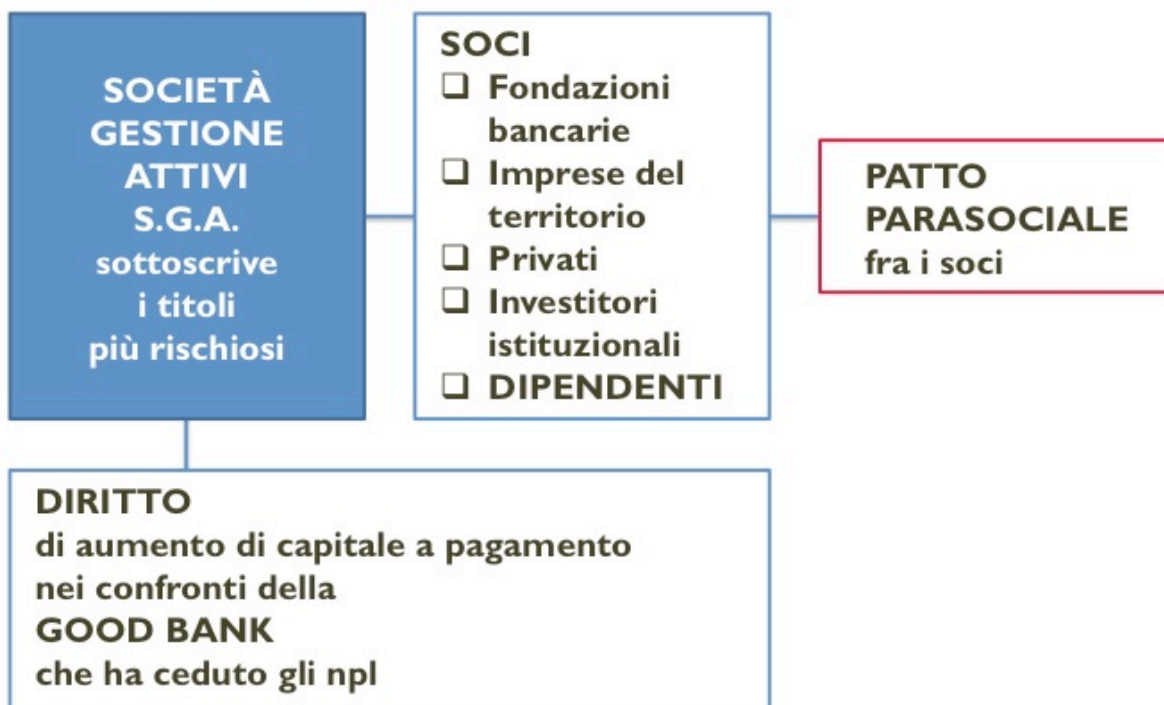 SOCIETÀ
GESTIONE
ATTIVI
S.G.A.
sottoscrive
i titoli
più rischiosi
SOCI
❑ Fondazioni
bancarie
❑ Imprese del
territorio
❑ Privati
❑ Investitori
istituzionali
❑ DIPENDENTI
PATTO
PARASOCIALE
fra i soci
DIRITTO
di aumento di capitale a pagamento
nei confronti della
GOOD BANK
che ha ceduto gli npl